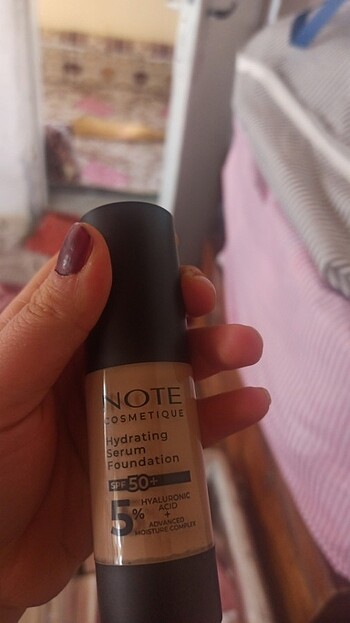 NOTE
COSMETIQUE
Hydrating
Serum
Foundation
SPF 50+
5% HYALURONIC
ACID
+
ADVANCED
MOISTURE COMPLEX